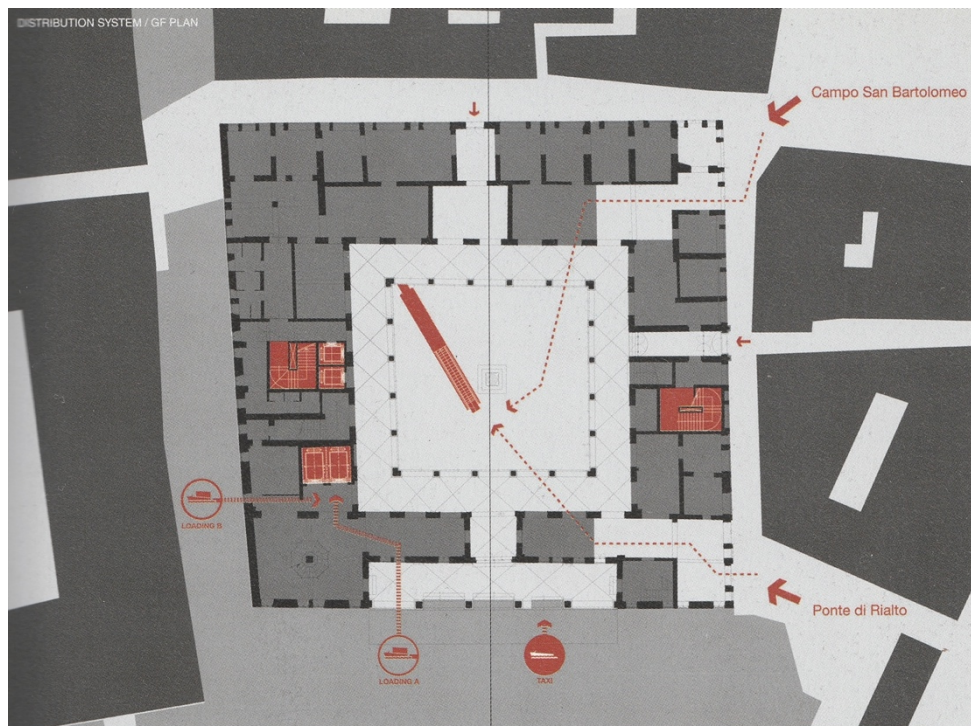 DISTRIBUTION SYSTEM / GF PLAN
Campo San Bartolomeo
LOADING B
Ponte di Rialto
LOADING A
TAXI